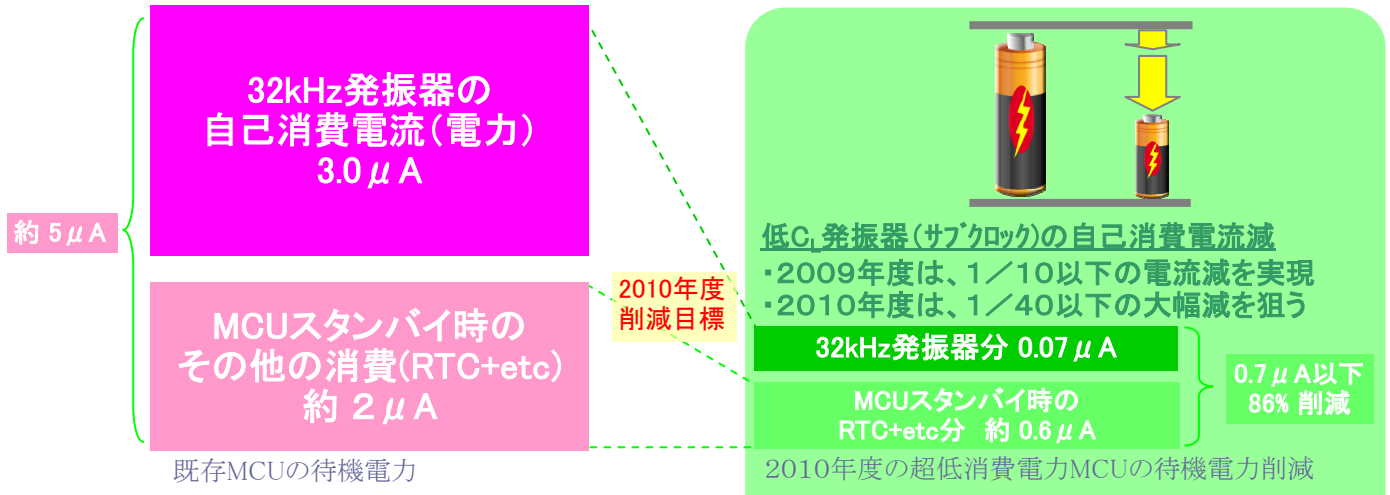 約 5μA
32kHz発振器の
自己消費電流(電力)
3.0μA
MCUスタンバイ時の
その他の消費(RTC+etc)
約 2μA
既存MCUの待機電力
2010年度
削減目標
低CL発振器(サブクロック)の自己消費電流減
・2009年度は、1/10以下の電流減を実現
・2010年度は、1/40以下の大幅減を狙う
32kHz発振器分 0.07μA
MCUスタンバイ時の
RTC+etc分 約 0.6μA
0.7μA以下
86% 削減
2010年度の超低消費電力MCUの待機電力削減